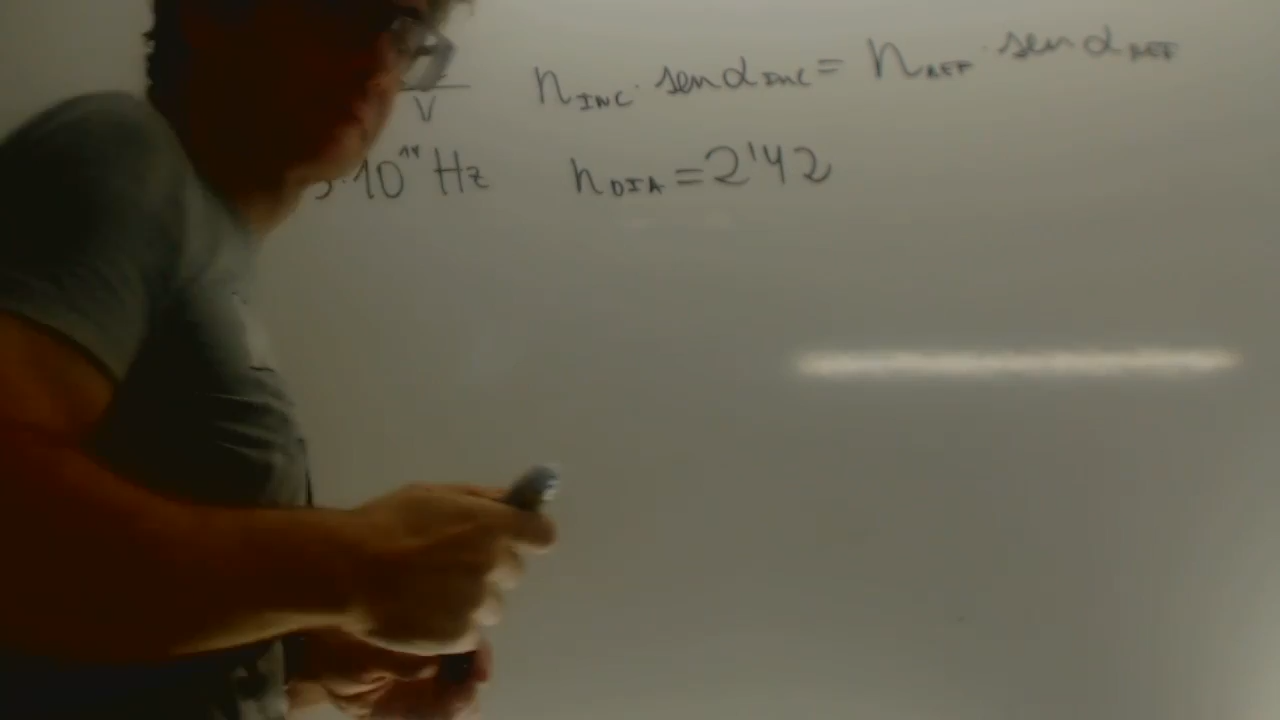 V n_INC · sen α_INC = n_REF · sen α_REF
·10¹⁴ Hz n_DIA = 2'42